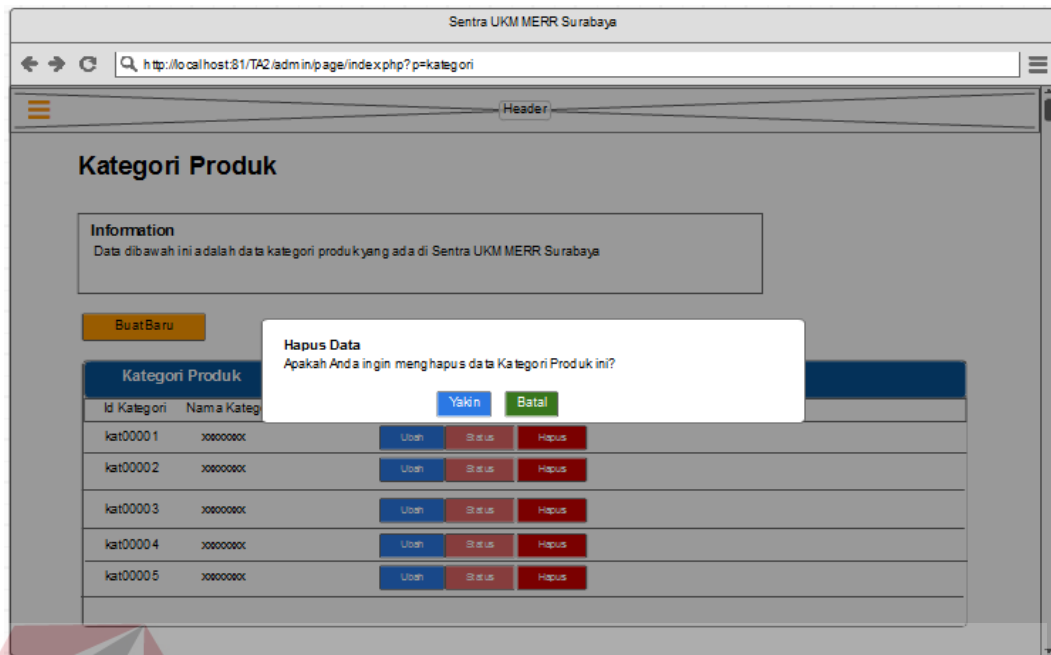 Sentra UKM MERR Surabaya
http://localhost:81/TA2/admin/page/index.php?p=kategori
Header
Kategori Produk
Information
Data dibawah ini adalah data kategori produk yang ada di Sentra UKM MERR Surabaya
Buat Baru
Hapus Data
Apakah Anda ingin menghapus data Kategori Produk ini?
Yakin Batal
Kategori Produk
Id Kategori Nama Kateg
kat00001 Ubah Status Hapus
kat00002 Ubah Status Hapus
kat00003 Ubah Status Hapus
kat00004 Ubah Status Hapus
kat00005 Ubah Status Hapus